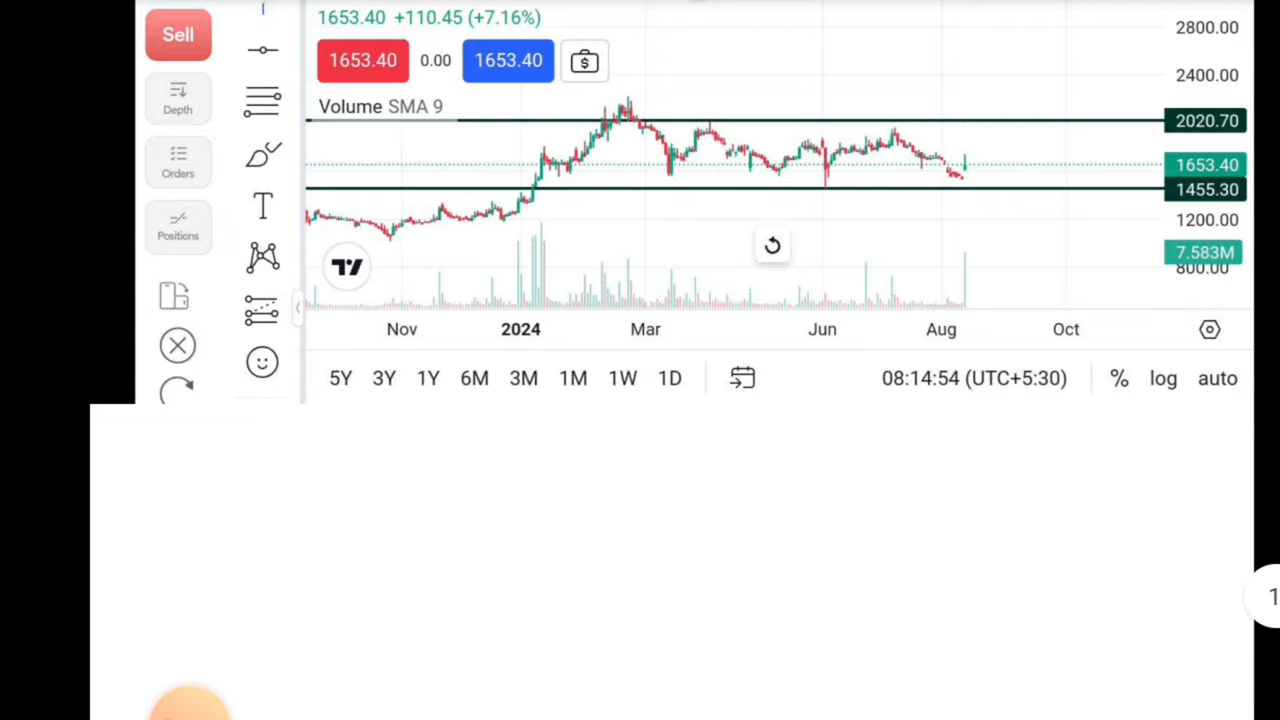 Sell
Depth
Orders
Positions
T
1653.40 +110.45 (+7.16%)
1653.40 0.00 1653.40
Volume SMA 9
2800.00
2400.00
2020.70
1653.40
1455.30
1200.00
7.583M
800.00
Nov 2024 Mar Jun Aug Oct
5Y 3Y 1Y 6M 3M 1M 1W 1D 08:14:54 (UTC+5:30) % log auto
1